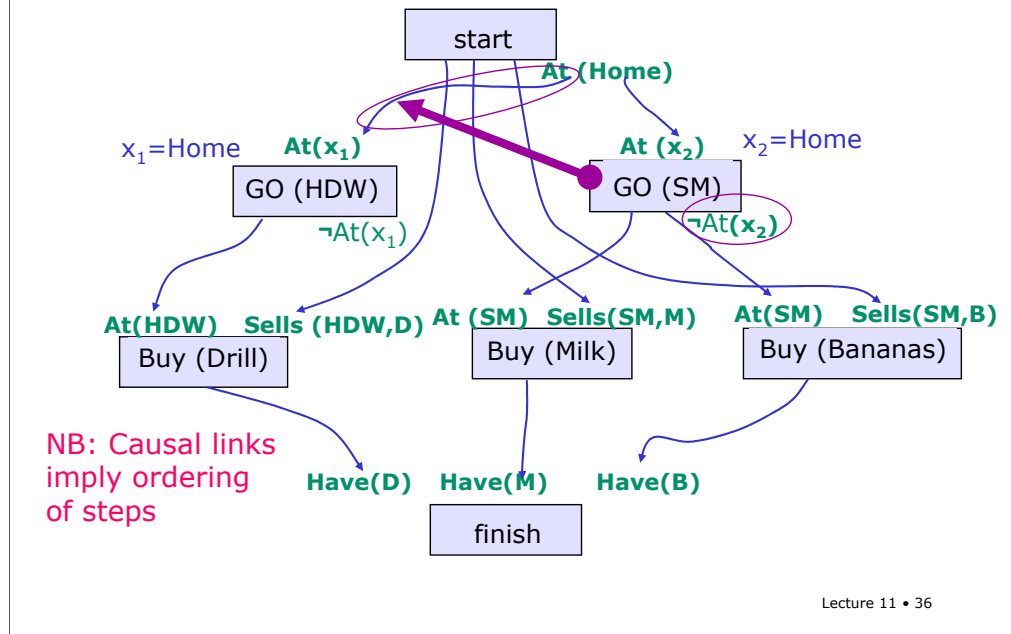 start
At (Home)
x₁=Home
At(x₁)
At (x₂)
x₂=Home
GO (HDW)
GO (SM)
¬At(x₁)
¬At(x₂)
At(HDW)
Sells (HDW,D)
At (SM)
Sells(SM,M)
At(SM)
Sells(SM,B)
Buy (Drill)
Buy (Milk)
Buy (Bananas)
NB: Causal links
imply ordering
of steps
Have(D)
Have(M)
Have(B)
finish
Lecture 11 • 36